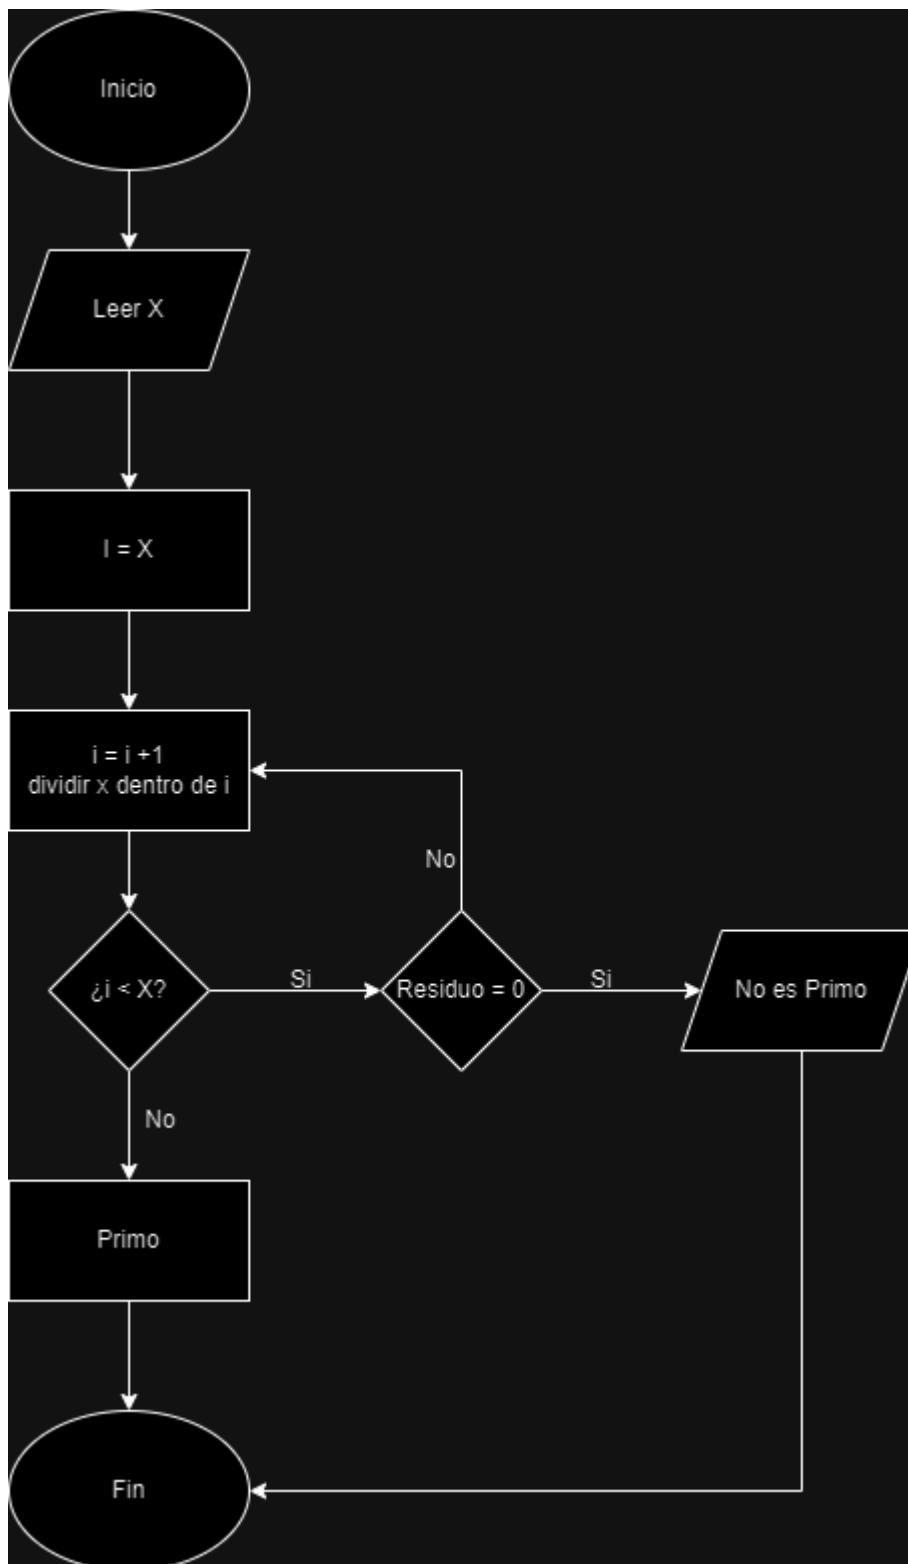 Inicio
Leer X
I = X
i = i +1
dividir x dentro de i
No
¿i < X?
Si
Residuo = 0
Si
No es Primo
No
Primo
Fin